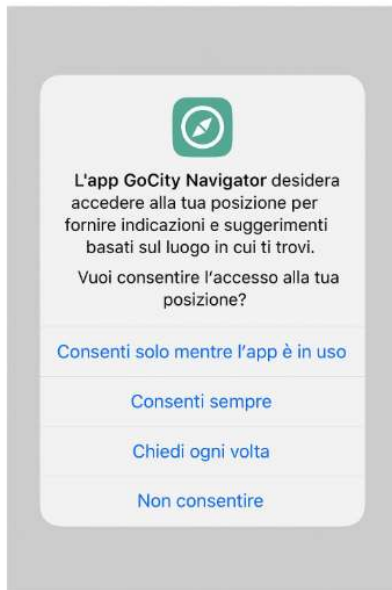 L'app GoCity Navigator desidera
accedere alla tua posizione per
fornire indicazioni e suggerimenti
basati sul luogo in cui ti trovi.
Vuoi consentire l'accesso alla tua
posizione?
Consenti solo mentre l'app è in uso
Consenti sempre
Chiedi ogni volta
Non consentire